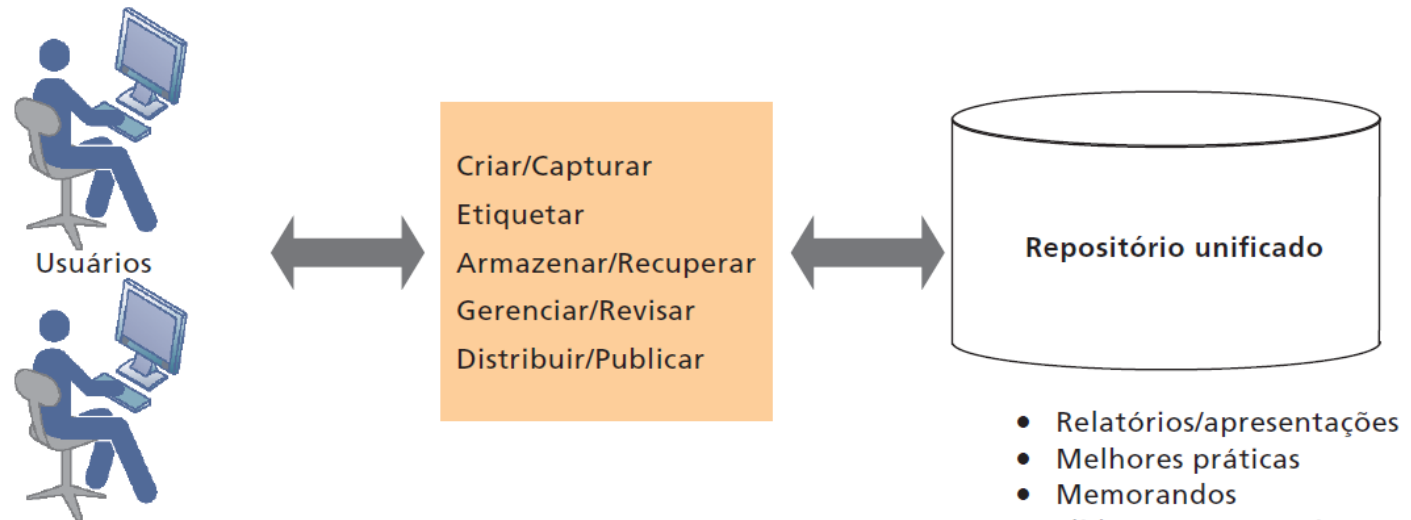 Usuários
Criar/Capturar
Etiquetar
Armazenar/Recuperar
Gerenciar/Revisar
Distribuir/Publicar
Repositório unificado
• Relatórios/apresentações
• Melhores práticas
• Memorandos